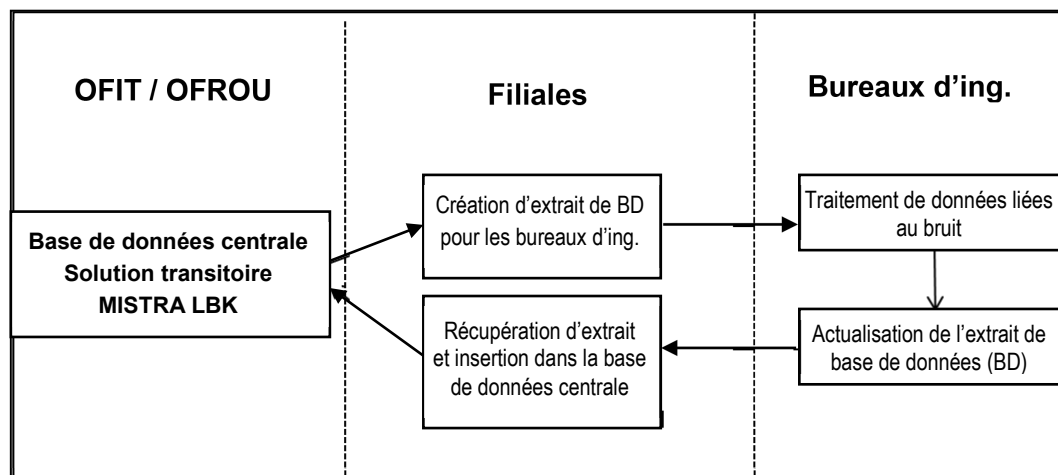 OFIT / OFROU
Filiales
Bureaux d'ing.
Base de données centrale
Solution transitoire
MISTRA LBK
Création d'extrait de BD
pour les bureaux d'ing.
Traitement de données liées
au bruit
Actualisation de l'extrait de
base de données (BD)
Récupération d'extrait
et insertion dans la base
de données centrale